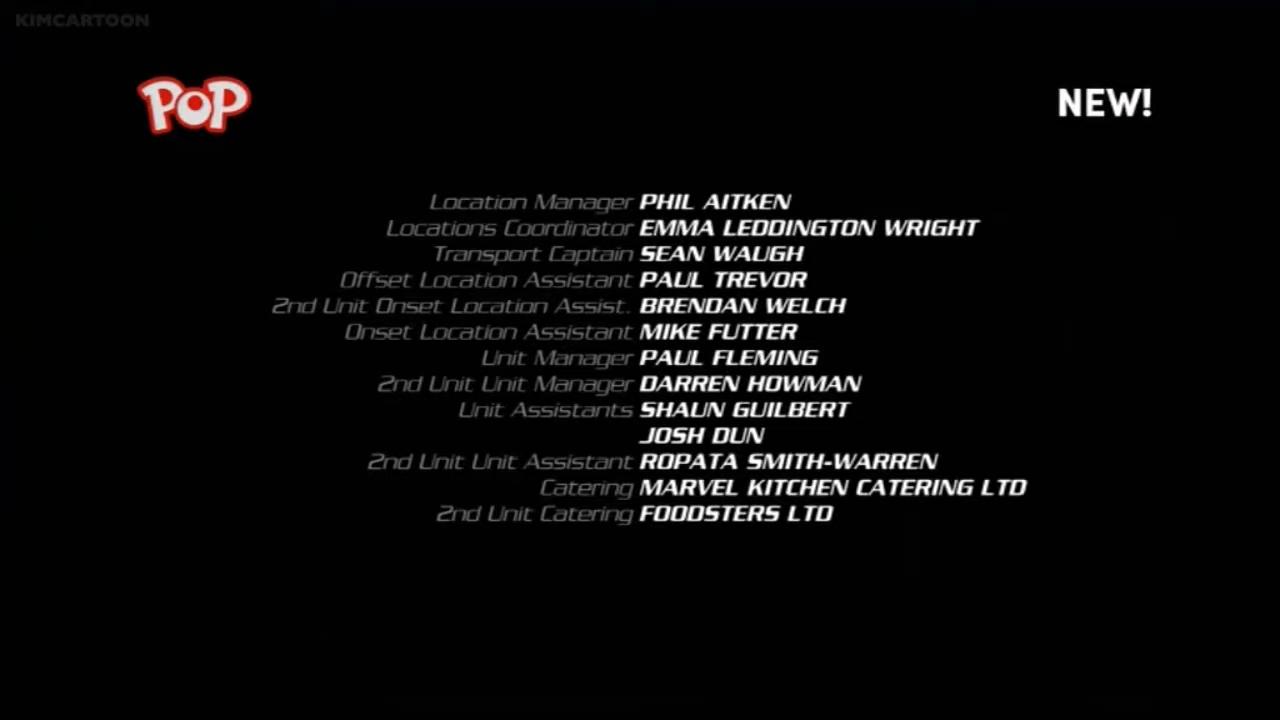 KIMCARTOON
POP
NEW!
Location Manager PHIL AITKEN
Locations Coordinator EMMA LEDDINGTON WRIGHT
Transport Captain SEAN WAUGH
Offset Location Assistant PAUL TREVOR
2nd Unit Onset Location Assist. BRENDAN WELCH
Onset Location Assistant MIKE FUTTER
Unit Manager PAUL FLEMING
2nd Unit Unit Manager DARREN HOWMAN
Unit Assistants SHAUN GUILBERT
JOSH DUN
2nd Unit Unit Assistant ROPATA SMITH-WARREN
Catering MARVEL KITCHEN CATERING LTD
2nd Unit Catering FOODSTERS LTD